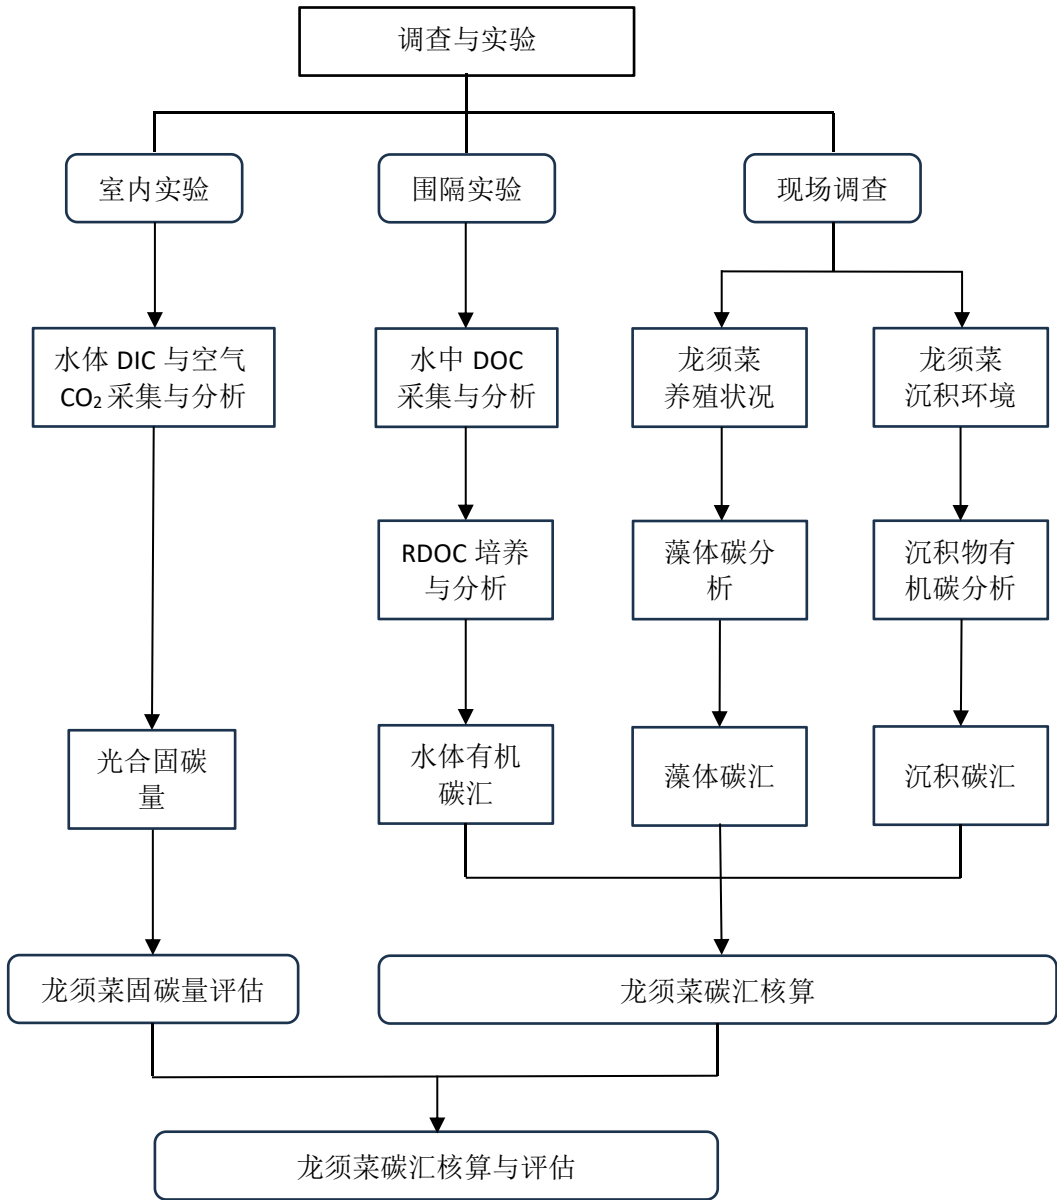 调查与实验
室内实验
围隔实验
现场调查
水体 DIC 与空气
CO₂ 采集与分析
水中 DOC
采集与分析
龙须菜
养殖状况
龙须菜
沉积环境
RDOC 培养
与分析
藻体碳分
析
沉积物有
机碳分析
光合固碳
量
水体有机
碳汇
藻体碳汇
沉积碳汇
龙须菜固碳量评估
龙须菜碳汇核算
龙须菜碳汇核算与评估